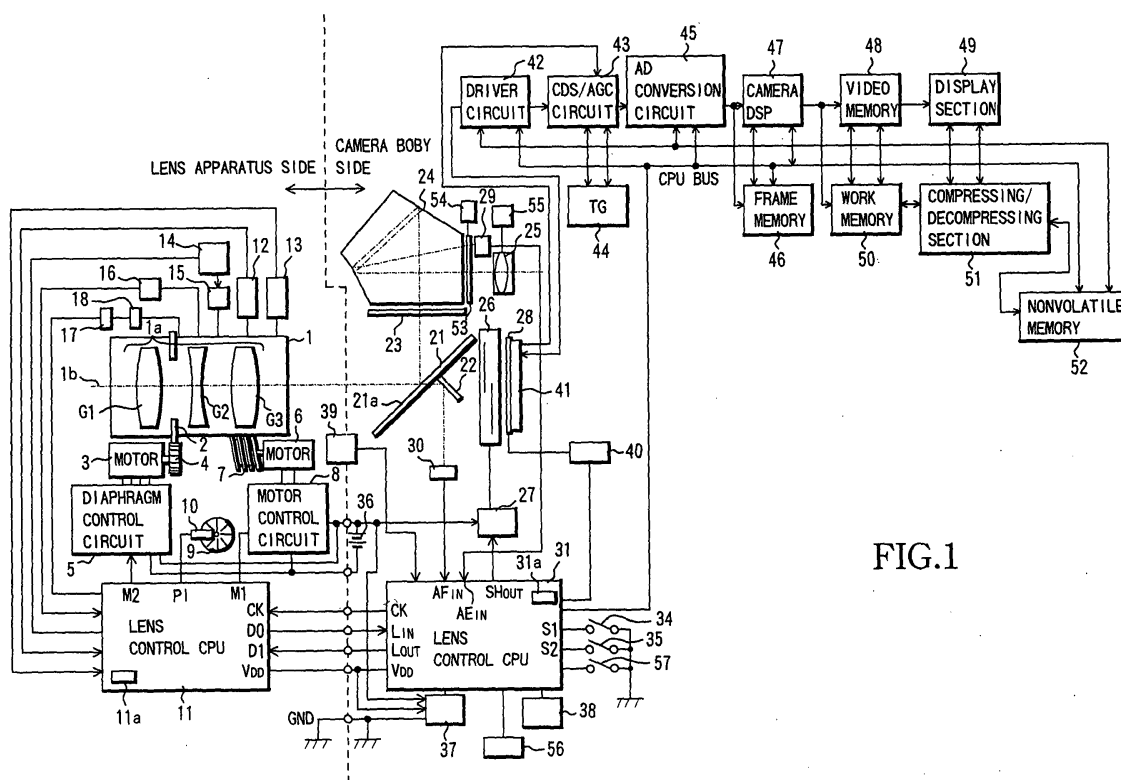 42
DRIVER
CIRCUIT
43
CDS/AGC
CIRCUIT
45
AD
CONVERSION
CIRCUIT
47
CAMERA
DSP
48
VIDEO
MEMORY
49
DISPLAY
SECTION
CPU BUS
TG
44
FRAME
MEMORY
46
WORK
MEMORY
50
COMPRESSING/
DECOMPRESSING
SECTION
51
NONVOLATILE
MEMORY
52
LENS APPARATUS SIDE
CAMERA BOBY
SIDE
24
54
29
55
25
14
12
13
16
15
18
17
1a
1
1b
G1
G2
G3
23
53
26
28
21
22
21a
41
2
3
MOTOR
4
7
6
MOTOR
39
30
40
DIAPHRAGM
CONTROL
CIRCUIT
5
10
9
8
MOTOR
CONTROL
CIRCUIT
36
27
FIG.1
M2
PI
M1
CK
D0
D1
VDD
LENS
CONTROL CPU
11a
11
AFIN
AEIN
SHOUT
31
31a
CK
LIN
LOUT
VDD
LENS
CONTROL CPU
S1
S2
34
35
57
GND
37
38
56